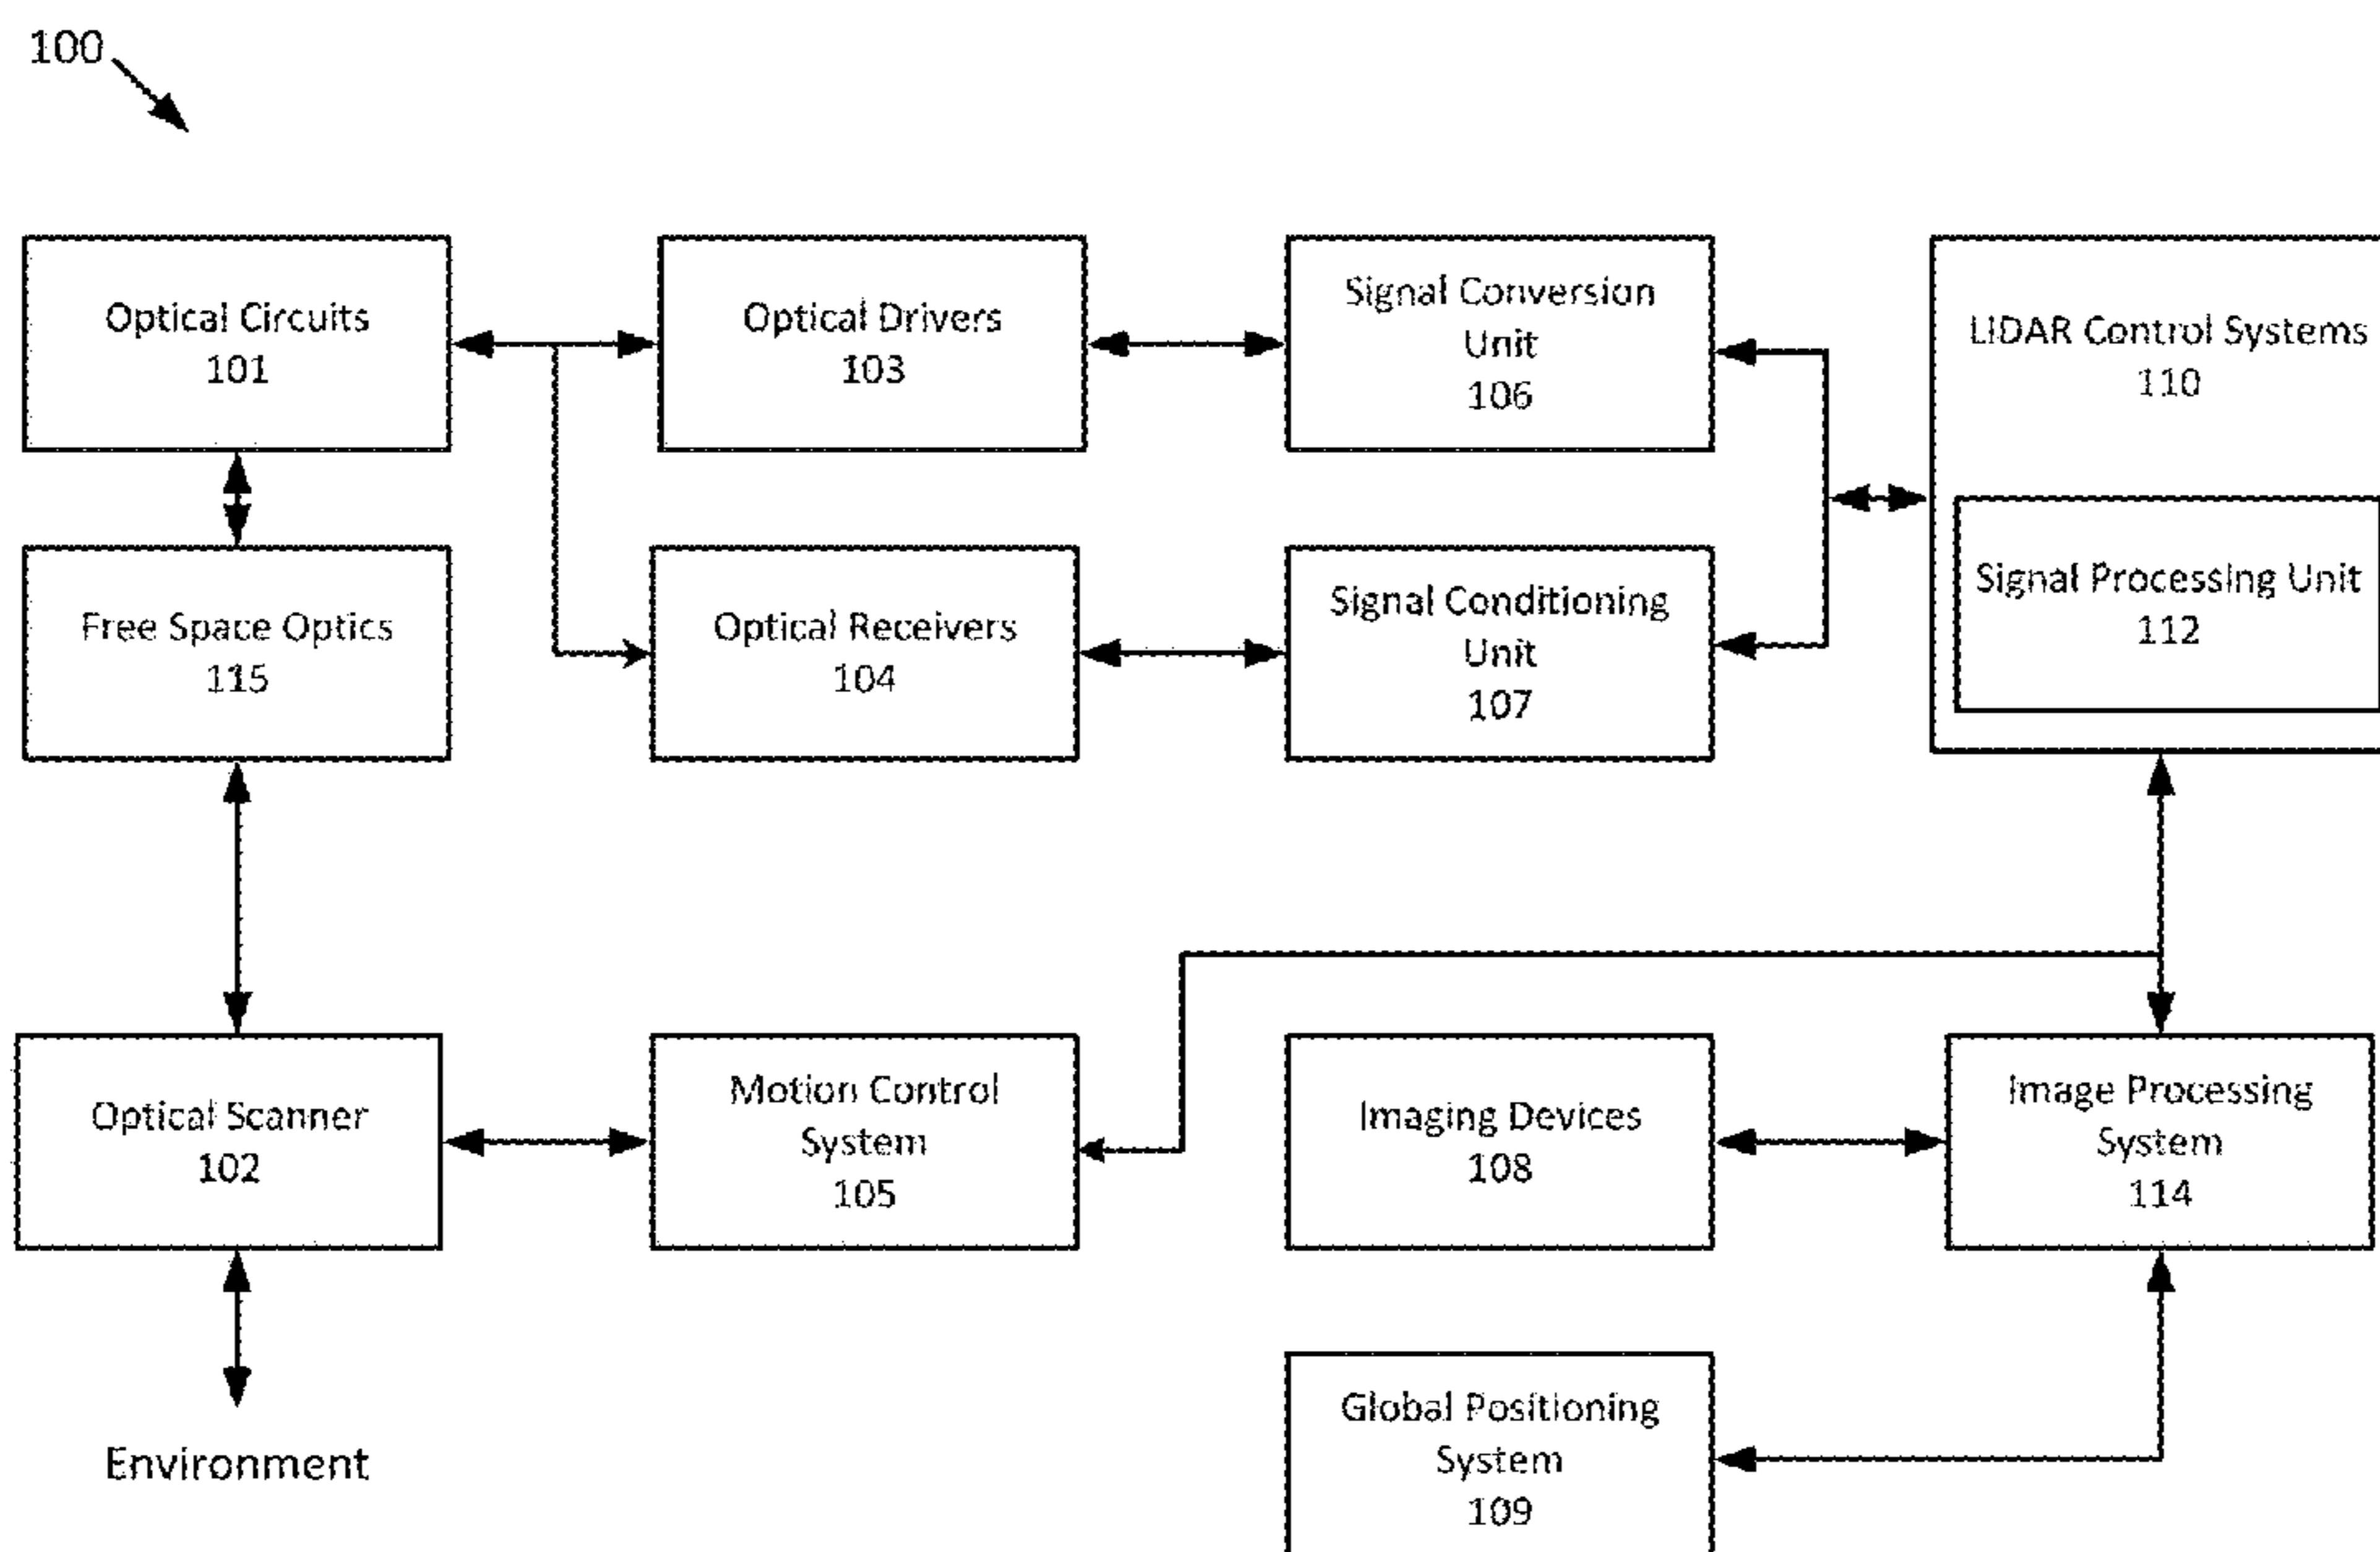 100
Optical Circuits
101
Optical Drivers
103
Signal Conversion
Unit
106
LIDAR Control Systems
110
Signal Processing Unit
112
Free Space Optics
115
Optical Receivers
104
Signal Conditioning
Unit
107
Optical Scanner
102
Motion Control
System
105
Imaging Devices
108
Image Processing
System
114
Environment
Global Positioning
System
109